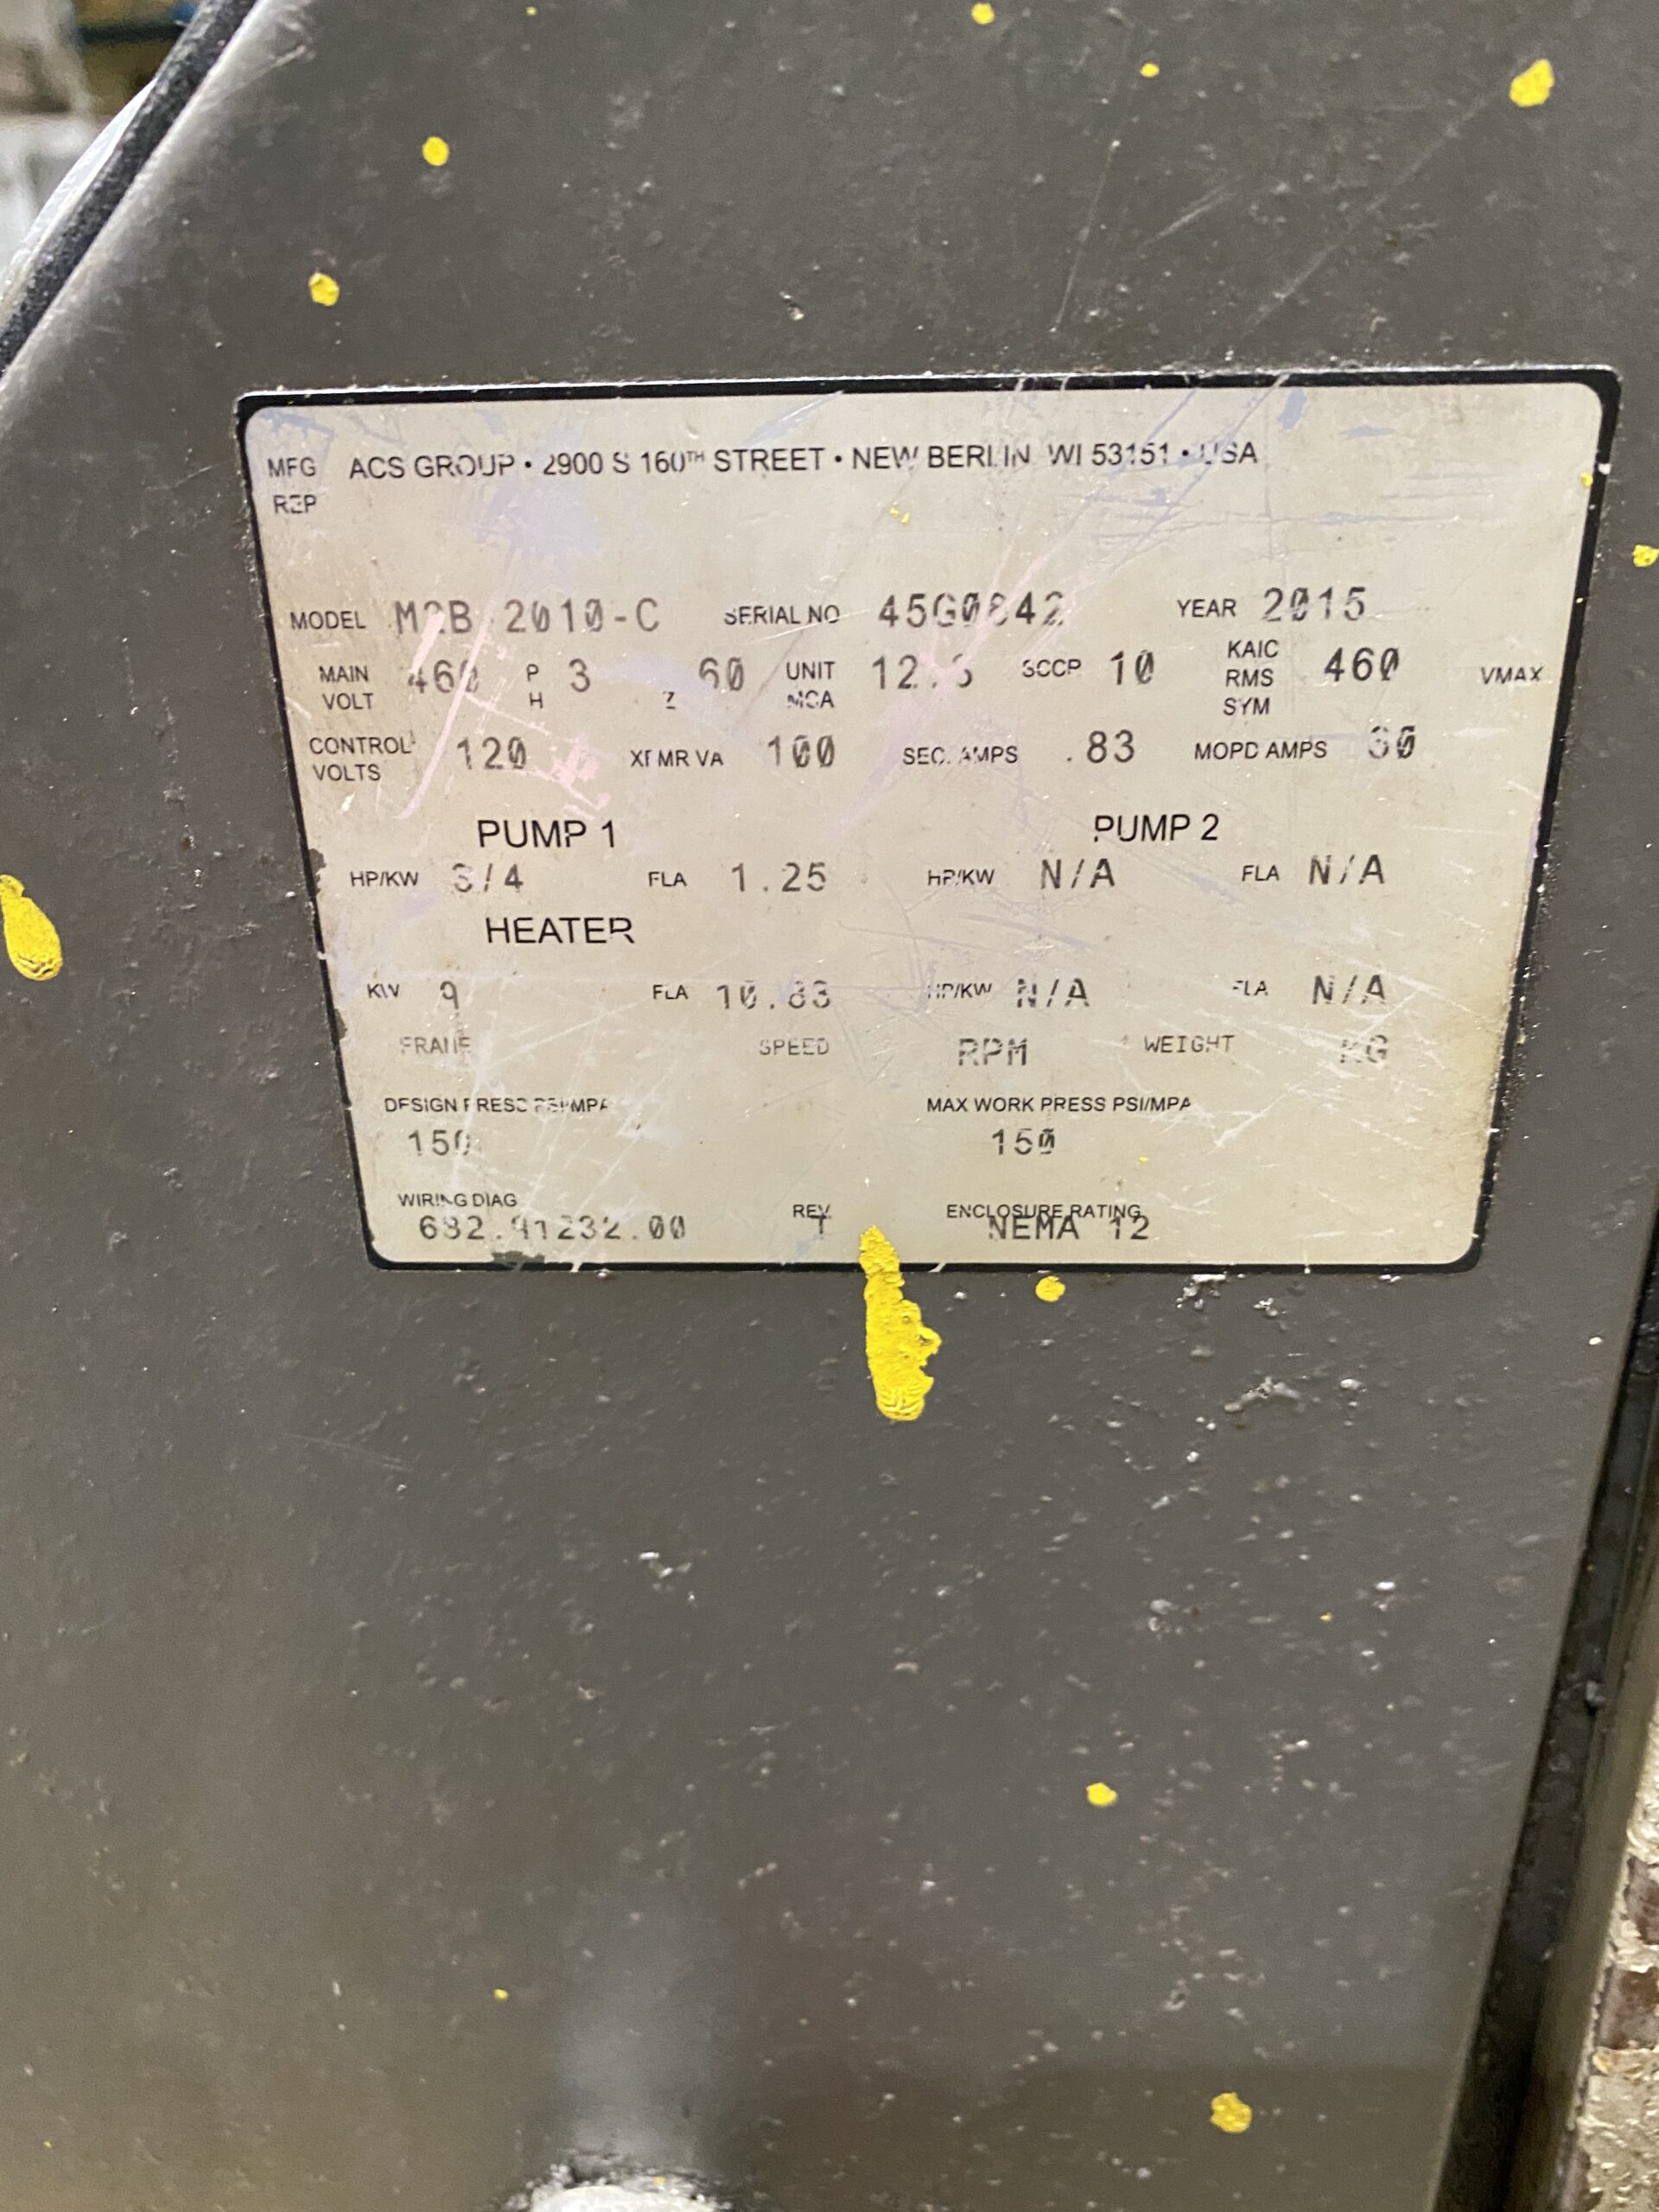 MFG ACS GROUP • 2900 S 160TH STREET • NEW BERLIN WI 53151 • USA
REP
MODEL 2010-C SERIAL NO YEAR 2015
MAIN VOLT 460 PH 3 60 UNIT MCA SCCR 10 KAIC RMS SYM 460 VMAX
CONTROL VOLTS 120 XFMR VA 100 SEC. AMPS .83 MOPD AMPS
PUMP 1 PUMP 2
HP/KW 3/4 FLA 1.25 HP/KW N/A FLA N/A
HEATER
KW 9 FLA 10.83 HP/KW N/A FLA N/A
FRAME SPEED RPM WEIGHT KG
DESIGN PRESS PSI/MPA MAX WORK PRESS PSI/MPA
150 150
WIRING DIAG REV ENCLOSURE RATING
NEMA 12